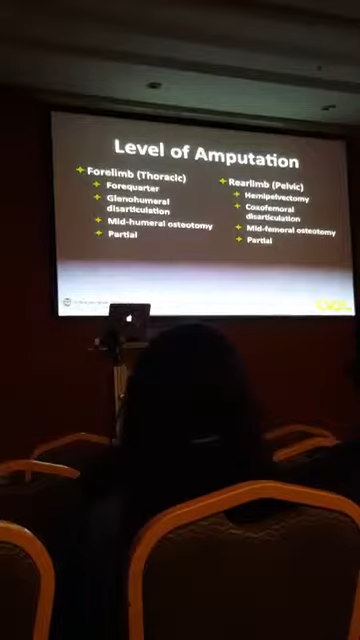 Level of Amputation
Forelimb (Thoracic)
Forequarter
Glenohumeral
disarticulation
Mid-humeral osteotomy
Partial
Rearlimb (Pelvic)
Hemipelvectomy
Coxofemoral
disarticulation
Mid-femoral osteotomy
Partial